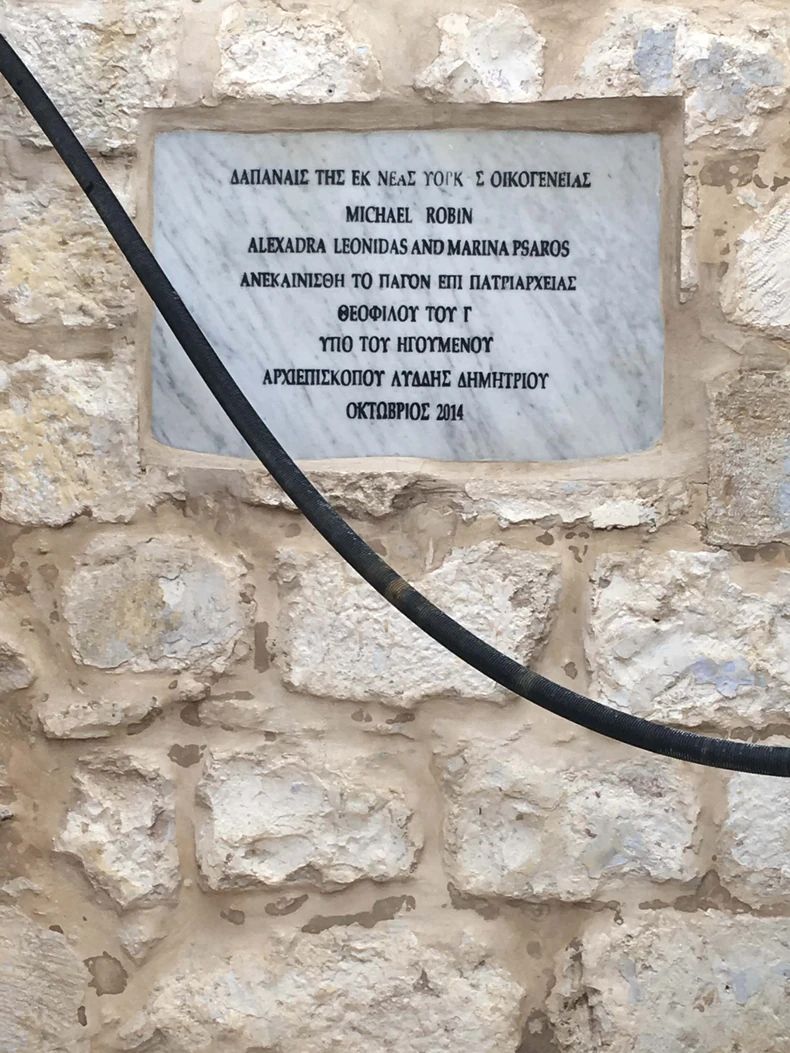 ΔΑΠΑΝΑΙΣ ΤΗΣ ΕΚ ΝΕΑΣ ΥΟΡΚ Σ ΟΙΚΟΓΕΝΕΙΑΣ
MICHAEL ROBIN
ALEXADRA LEONIDAS AND MARINA PSAROS
ΑΝΕΚΑΙΝΙΣΘΗ ΤΟ ΠΑΓΟΝ ΕΠΙ ΠΑΤΡΙΑΡΧΕΙΑΣ
ΘΕΟΦΙΛΟΥ ΤΟΥ Γ
ΥΠΟ ΤΟΥ ΗΓΟΥΜΕΝΟΥ
ΑΡΧΙΕΠΙΣΚΟΠΟΥ ΛΥΔΔΗΣ ΔΗΜΗΤΡΙΟΥ
ΟΚΤΩΒΡΙΟΣ 2014